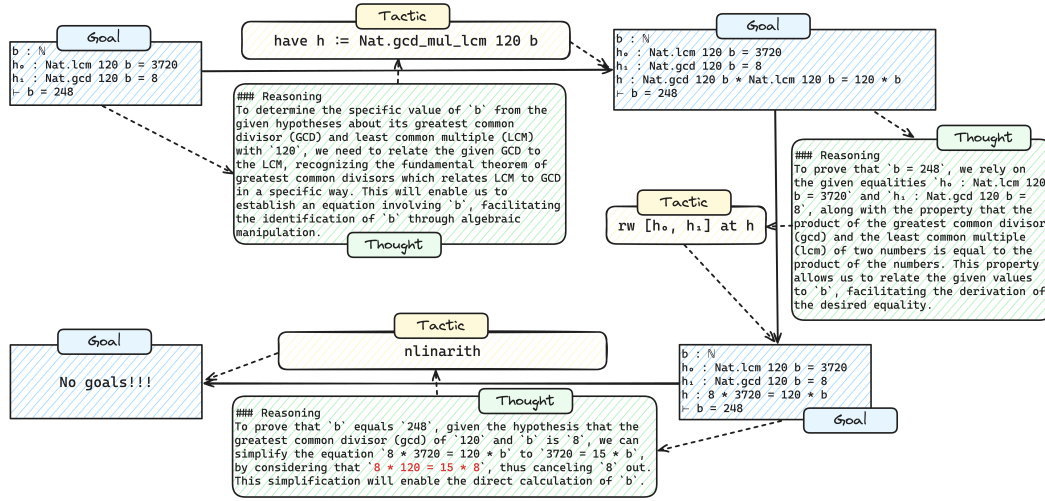 Goal
b : ℕ
h₀ : Nat.lcm 120 b = 3720
h₁ : Nat.gcd 120 b = 8
⊢ b = 248
Tactic
have h := Nat.gcd_mul_lcm 120 b
### Reasoning
To determine the specific value of `b` from the
given hypotheses about its greatest common
divisor (GCD) and least common multiple (LCM)
with `120`, we need to relate the given GCD to
the LCM, recognizing the fundamental theorem of
greatest common divisors which relates LCM to GCD
in a specific way. This will enable us to
establish an equation involving `b`, facilitating
the identification of `b` through algebraic
manipulation.
Thought
Goal
b : ℕ
h₀ : Nat.lcm 120 b = 3720
h₁ : Nat.gcd 120 b = 8
h : Nat.gcd 120 b * Nat.lcm 120 b = 120 * b
⊢ b = 248
Thought
### Reasoning
To prove that `b = 248`, we rely on
the given equalities `h₀ : Nat.lcm 120
b = 3720` and `h₁ : Nat.gcd 120 b =
8`, along with the property that the
product of the greatest common divisor
(gcd) and the least common multiple
(lcm) of two numbers is equal to the
product of the numbers. This property
allows us to relate the given values
to `b`, facilitating the derivation of
the desired equality.
Tactic
rw [h₀, h₁] at h
b : ℕ
h₀ : Nat.lcm 120 b = 3720
h₁ : Nat.gcd 120 b = 8
h : 8 * 3720 = 120 * b
⊢ b = 248
Goal
Thought
### Reasoning
To prove that `b` equals `248`, given the hypothesis that the
greatest common divisor (gcd) of `120` and `b` is `8`, we can
simplify the equation `8 * 3720 = 120 * b` to `3720 = 15 * b`,
by considering that `8 * 120 = 15 * 8`, thus canceling `8` out.
This simplification will enable the direct calculation of `b`.
Tactic
nlinarith
Goal
No goals!!!